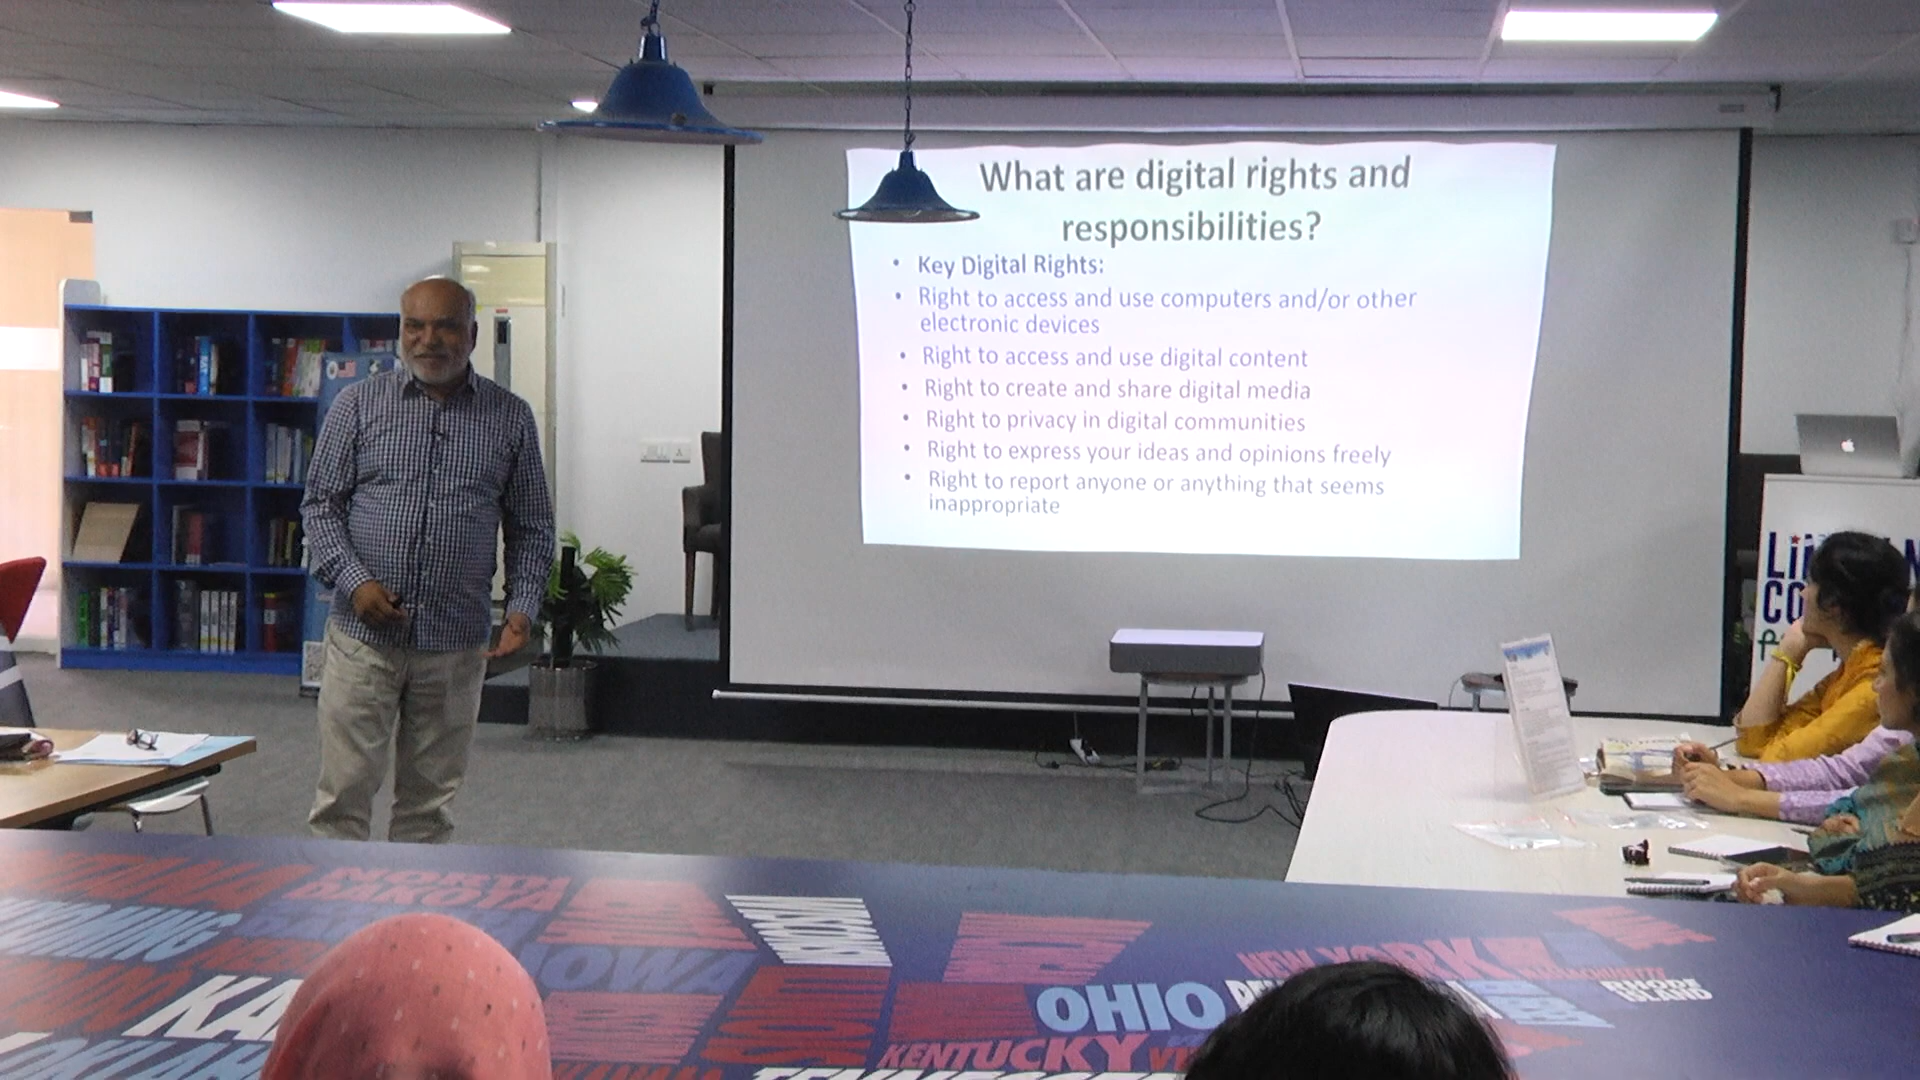 What are digital rights and
responsibilities?
• Key Digital Rights:
• Right to access and use computers and/or other
electronic devices
• Right to access and use digital content
• Right to create and share digital media
• Right to privacy in digital communities
• Right to express your ideas and opinions freely
• Right to report anyone or anything that seems
inappropriate
NORTH
DAKOTA
WYOMING
IOWA
OHIO
NEW YORK
RHODE
ISLAND
KENTUCKY